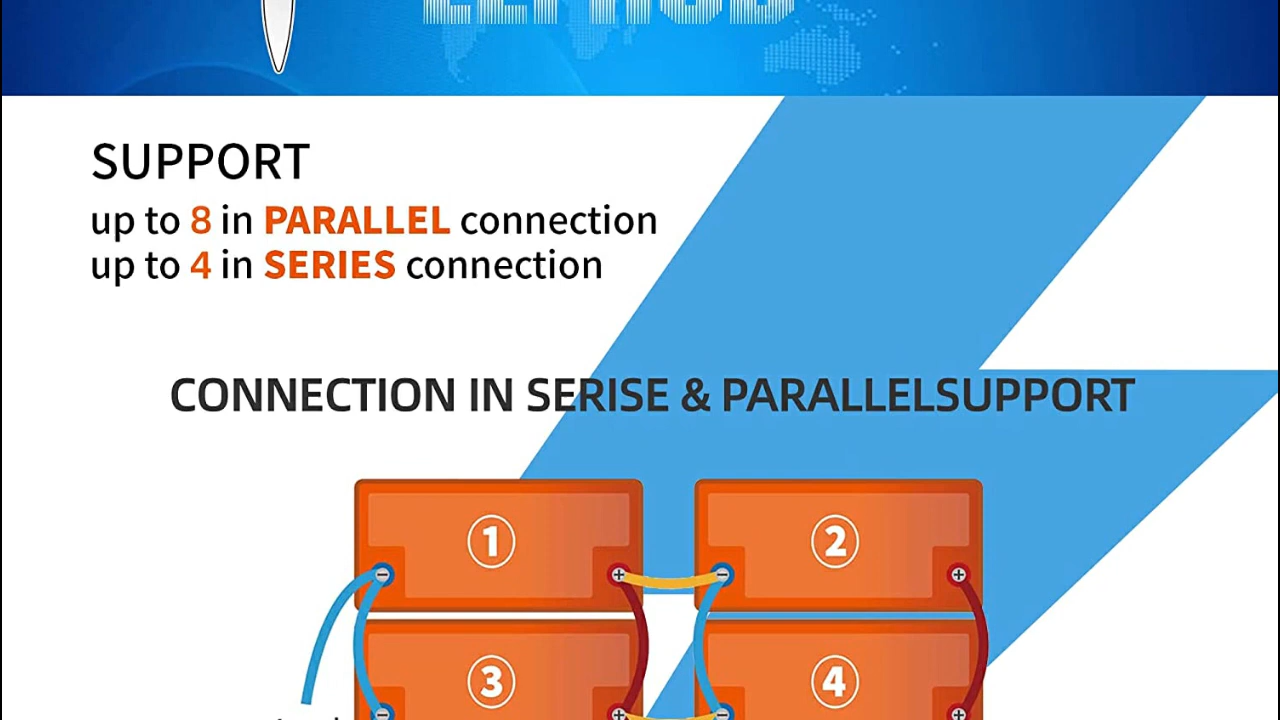 SUPPORT
up to 8 in PARALLEL connection
up to 4 in SERIES connection
CONNECTION IN SERISE & PARALLELSUPPORT
① ②
− + − +
③ ④
− + − +